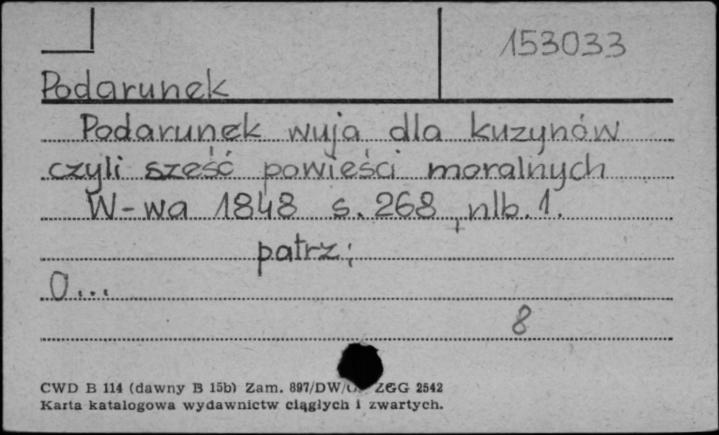 153033
Podarunek
Podarunek wuja dla kuzynów
czyli sześć powieści moralnych
W-wa 1848 s. 268, nlb. 1.
patrz:
O...
8
CWD B 114 (dawny B 15b) Zam. 897/DW/ ZGG 2542
Karta katalogowa wydawnictw ciągłych i zwartych.